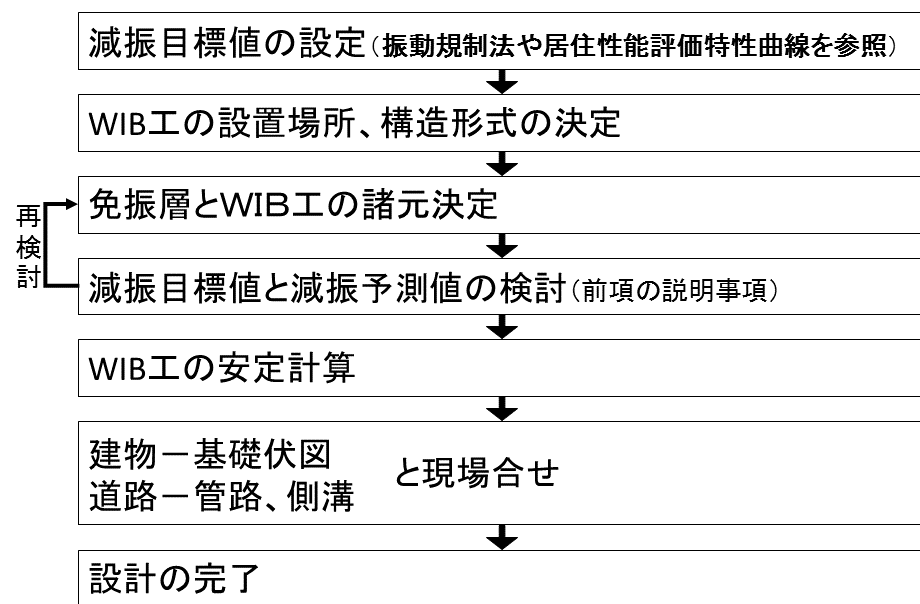 減振目標値の設定（振動規制法や居住性能評価特性曲線を参照）
WIB工の設置場所、構造形式の決定
免振層とＷＩＢ工の諸元決定
再検討
減振目標値と減振予測値の検討（前項の説明事項）
WIB工の安定計算
建物－基礎伏図
道路－管路、側溝
と現場合せ
設計の完了